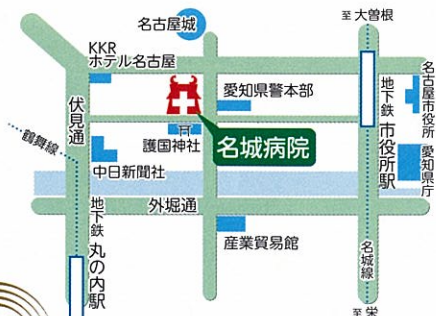 名古屋城
至 大曽根
KKR
ホテル名古屋
愛知県警本部
名古屋市役所
地下鉄 市役所駅
伏見通
鶴舞線
護国神社
名城病院
愛知県庁
中日新聞社
外堀通
地下鉄 丸の内駅
産業貿易館
名城線
至 栄